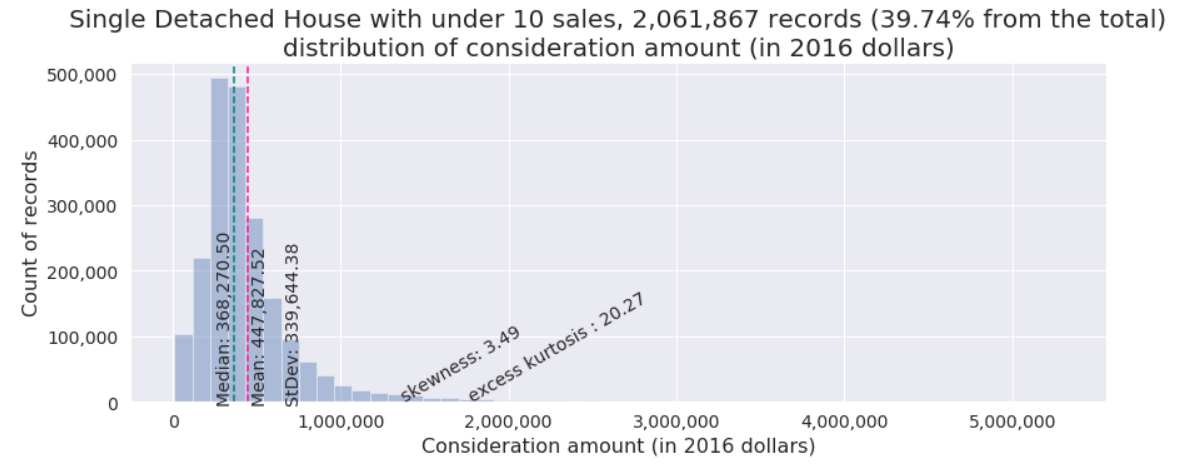 Single Detached House with under 10 sales, 2,061,867 records (39.74% from the total)
distribution of consideration amount (in 2016 dollars)
Count of records
500,000
400,000
300,000
200,000
100,000
0
Median: 368,270.50
Mean: 447,827.52
StDev: 339,644.38
skewness: 3.49
excess kurtosis : 20.27
0
1,000,000
2,000,000
3,000,000
4,000,000
5,000,000
Consideration amount (in 2016 dollars)